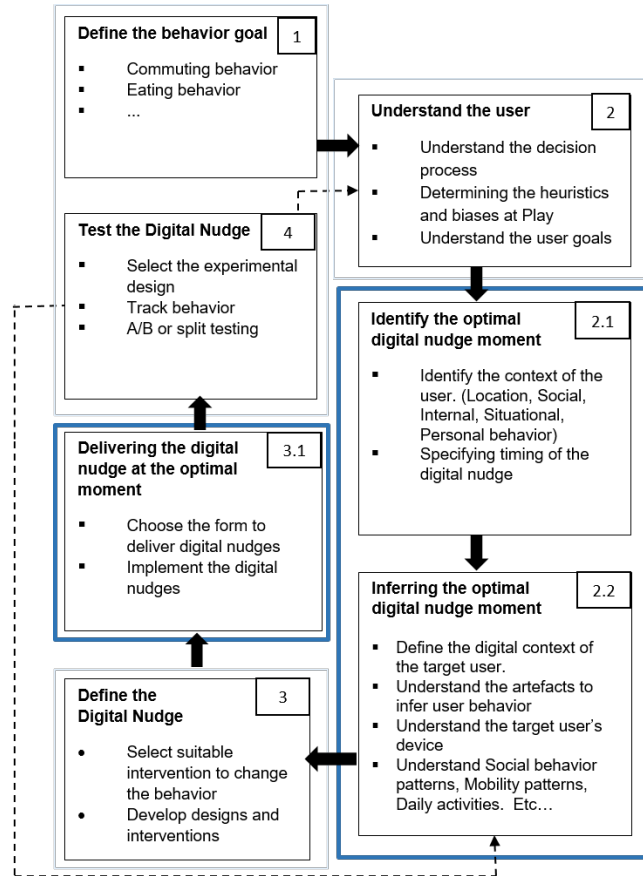 Define the behavior goal
1
▪ Commuting behavior
▪ Eating behavior
▪ ...
Understand the user
2
▪ Understand the decision
process
▪ Determining the heuristics
and biases at Play
▪ Understand the user goals
Identify the optimal
digital nudge moment
2.1
▪ Identify the context of the
user. (Location, Social,
Internal, Situational,
Personal behavior)
▪ Specifying timing of the
digital nudge
Inferring the optimal
digital nudge moment
2.2
▪ Define the digital context of
the target user.
▪ Understand the artefacts to
infer user behavior
▪ Understand the target user's
device
▪ Understand Social behavior
patterns, Mobility patterns,
Daily activities. Etc...
Define the
Digital Nudge
3
● Select suitable
intervention to change
the behavior
● Develop designs and
interventions
Delivering the digital
nudge at the optimal
moment
3.1
▪ Choose the form to
deliver digital nudges
▪ Implement the digital
nudges
Test the Digital Nudge
4
▪ Select the experimental
design
▪ Track behavior
▪ A/B or split testing